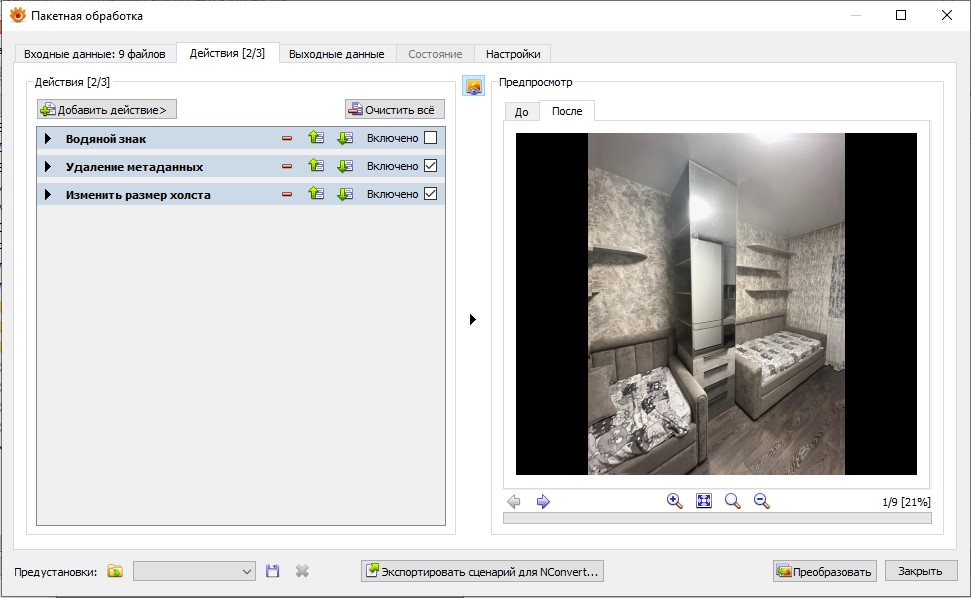 Пакетная обработка
Входные данные: 9 файлов
Действия [2/3]
Выходные данные
Состояние
Настройки
Действия [2/3]
Добавить действие>
Очистить всё
Водяной знак
Включено
Удаление метаданных
Включено
Изменить размер холста
Включено
Предпросмотр
До
После
1/9 [21%]
Предустановки:
Экспортировать сценарий для NConvert...
Преобразовать
Закрыть